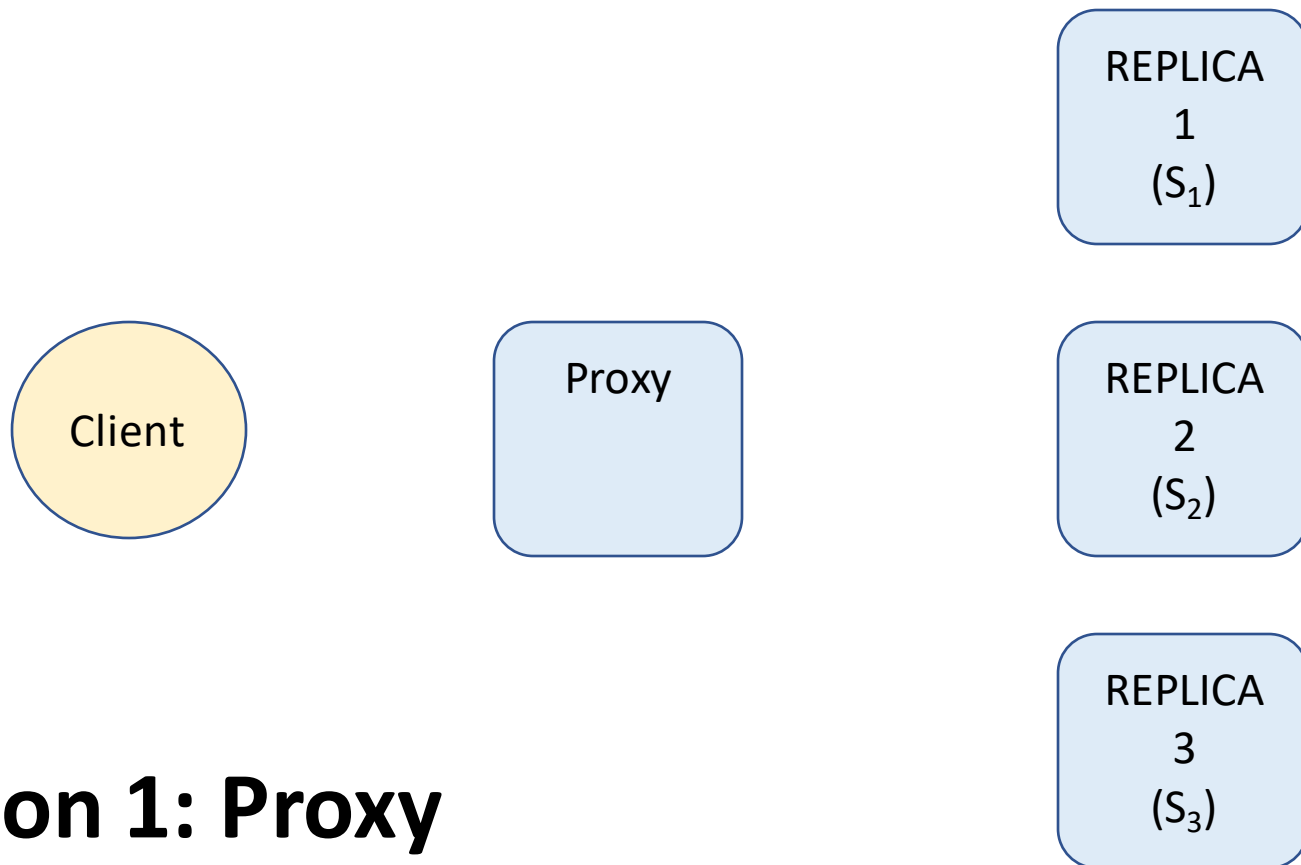 REPLICA
1
(S₁)
Client
Proxy
REPLICA
2
(S₂)
REPLICA
3
(S₃)
on 1: Proxy